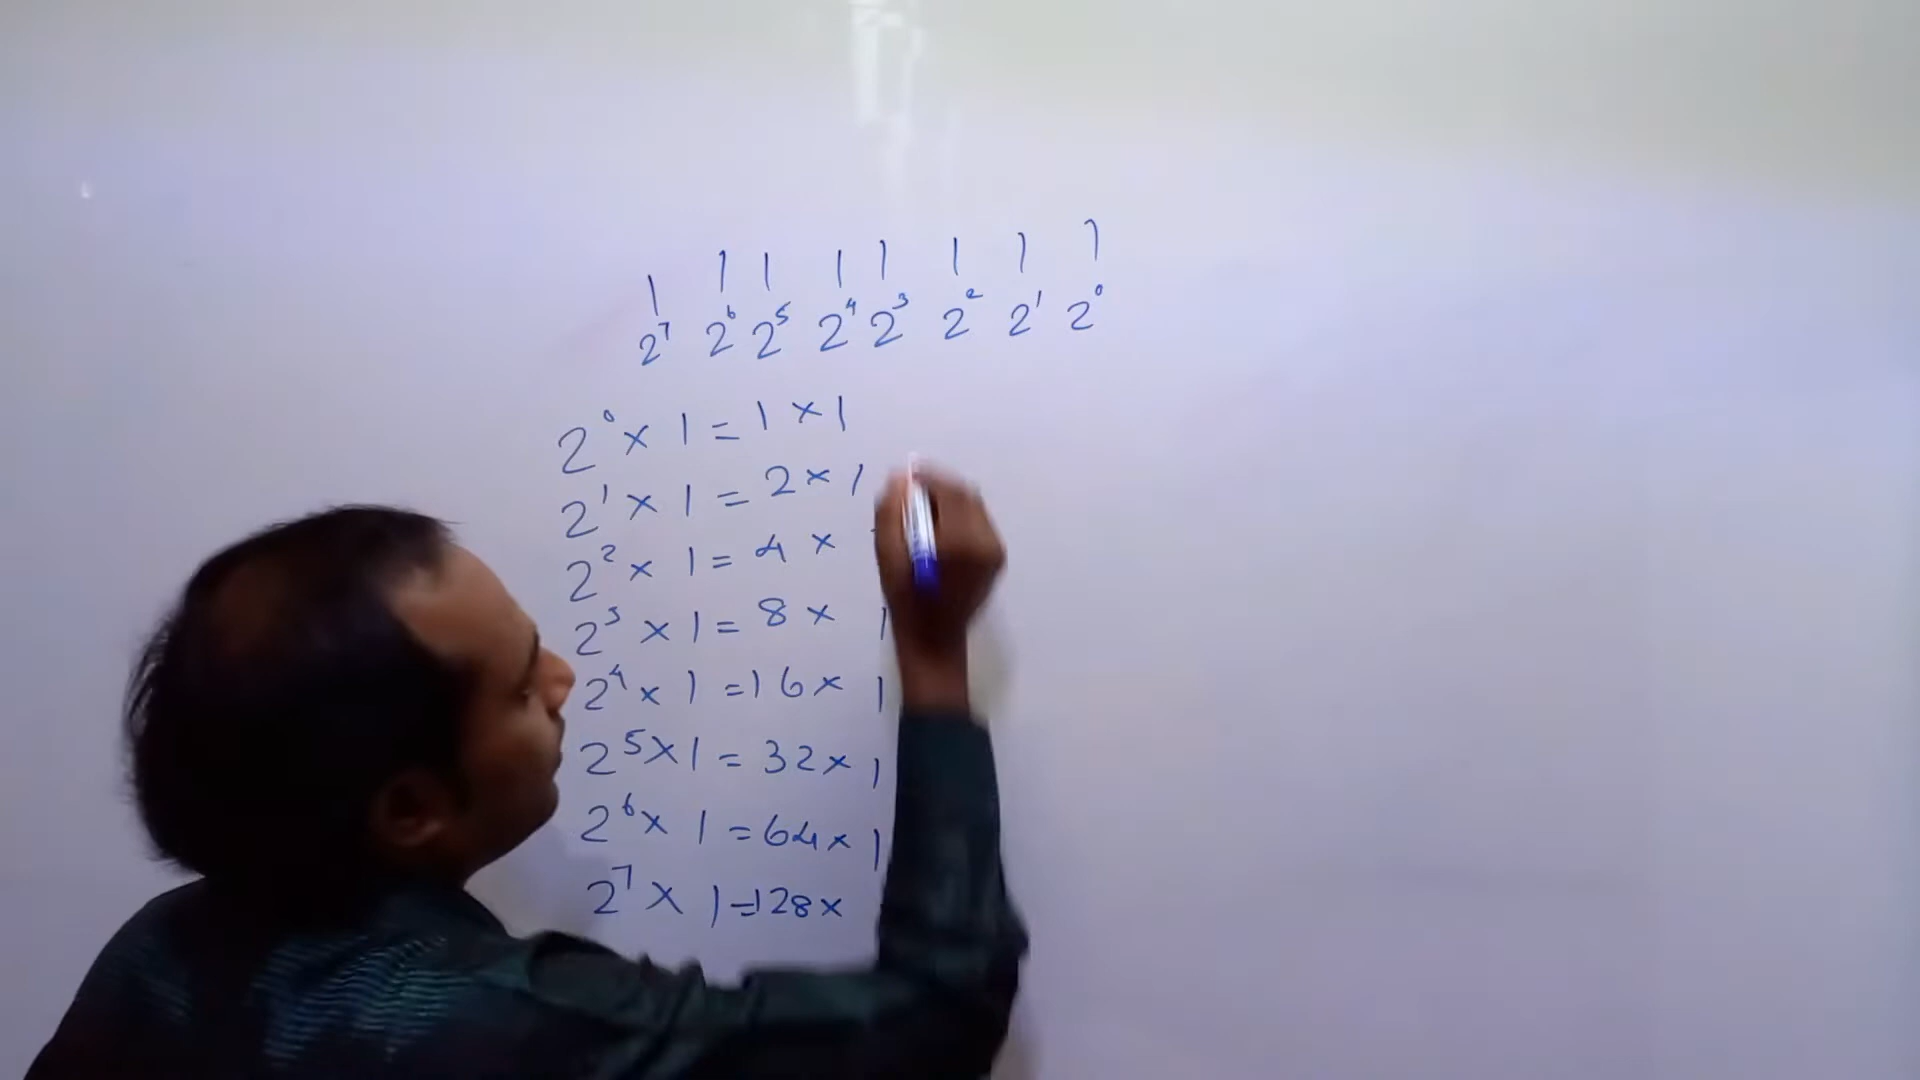 1 1 1 1 1 1 1 1
2⁷ 2⁶ 2⁵ 2⁴ 2³ 2² 2¹ 2⁰
2⁰ × 1 = 1 × 1
2¹ × 1 = 2 × 1
2² × 1 = 4 ×
2³ × 1 = 8 × 1
2⁴ × 1 = 16 × 1
2⁵ × 1 = 32 × 1
2⁶ × 1 = 64 × 1
2⁷ × 1 = 128 ×